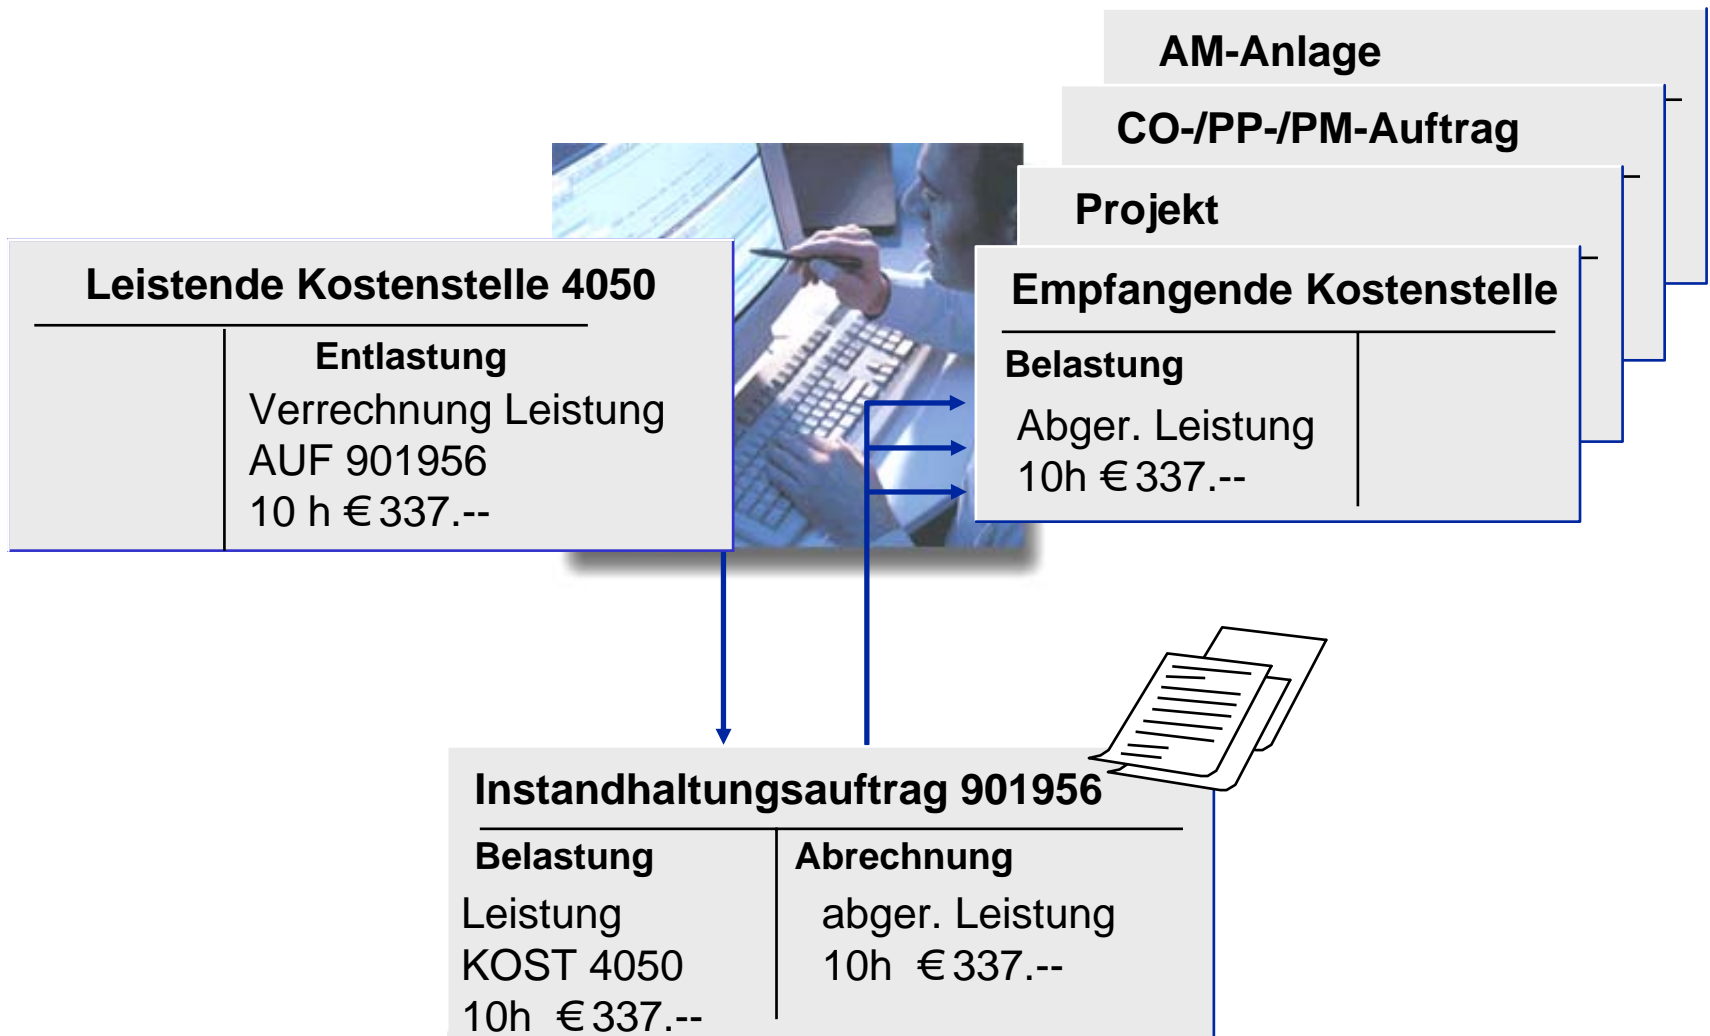 AM-Anlage
CO-/PP-/PM-Auftrag
Projekt
Leistende Kostenstelle 4050
Entlastung
Verrechnung Leistung
AUF 901956
10 h € 337.--
Empfangende Kostenstelle
Belastung
Abger. Leistung
10h € 337.--
Instandhaltungsauftrag 901956
Belastung
Leistung
KOST 4050
10h € 337.--
Abrechnung
abger. Leistung
10h € 337.--